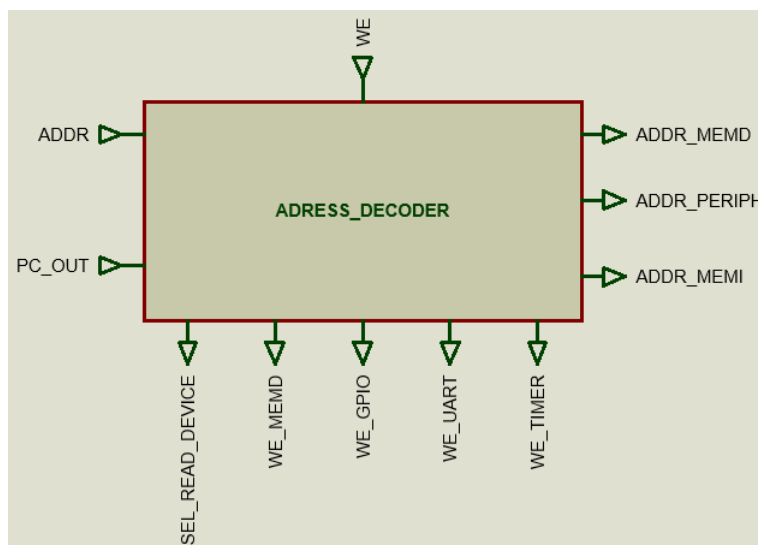 WE
ADDR
ADDR_MEMD
ADDR_PERIPH
ADRESS_DECODER
PC_OUT
ADDR_MEMI
SEL_READ_DEVICE
WE_MEMD
WE_GPIO
WE_UART
WE_TIMER